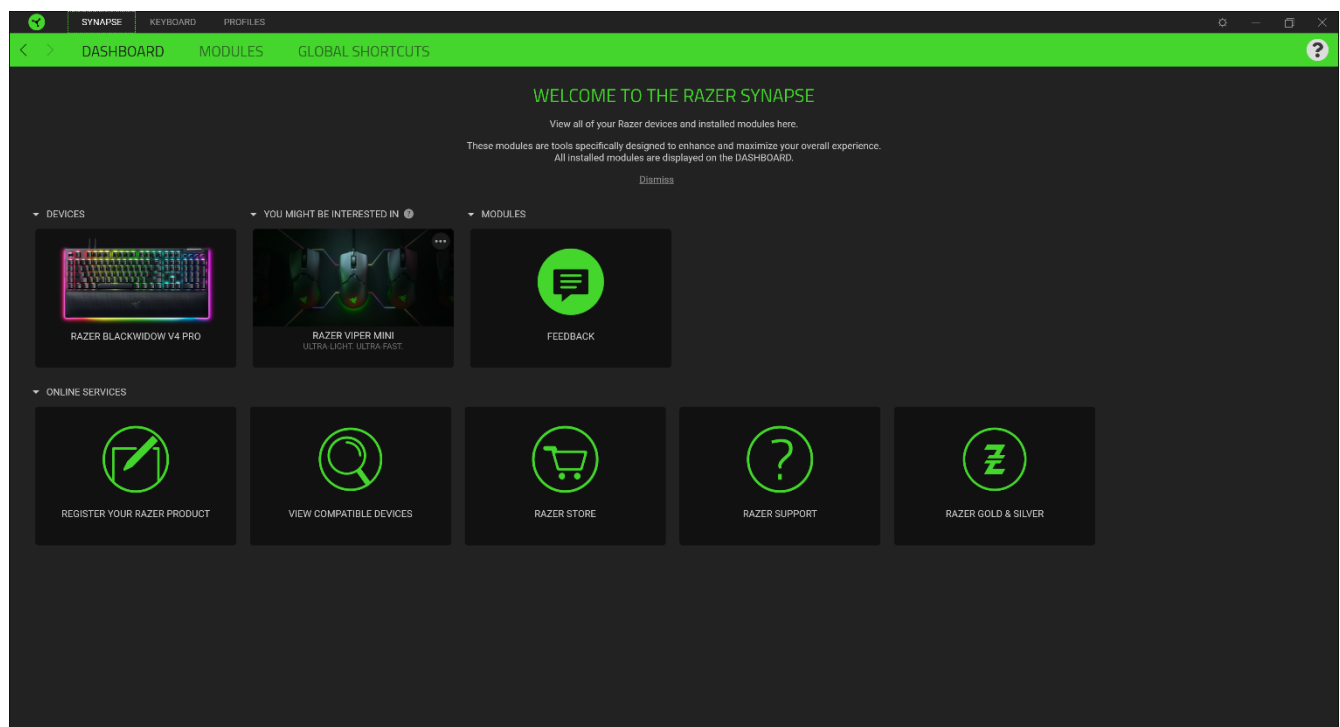 SYNAPSE KEYBOARD PROFILES
DASHBOARD MODULES GLOBAL SHORTCUTS ?
WELCOME TO THE RAZER SYNAPSE
View all of your Razer devices and installed modules here.
These modules are tools specifically designed to enhance and maximize your overall experience.
All installed modules are displayed on the DASHBOARD.
Dismiss
DEVICES
YOU MIGHT BE INTERESTED IN ?
MODULES
RAZER BLACKWIDOW V4 PRO
RAZER VIPER MINI
ULTRA-LIGHT. ULTRA-FAST.
FEEDBACK
ONLINE SERVICES
REGISTER YOUR RAZER PRODUCT
VIEW COMPATIBLE DEVICES
RAZER STORE
RAZER SUPPORT
RAZER GOLD & SILVER